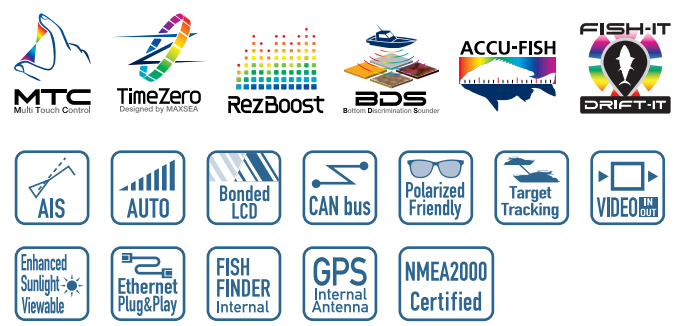 MTC
Multi Touch Control
TimeZero
Designed by MAXSEA
RezBoost
BDS
Bottom Discrimination Sounder
ACCU-FISH
FISH-IT
DRIFT-IT
AIS
AUTO
Bonded
LCD
CAN bus
Polarized
Friendly
Target
Tracking
VIDEO IN
OUT
Enhanced
Sunlight
Viewable
Ethernet
Plug&Play
FISH
FINDER
Internal
GPS
Internal
Antenna
NMEA2000
Certified